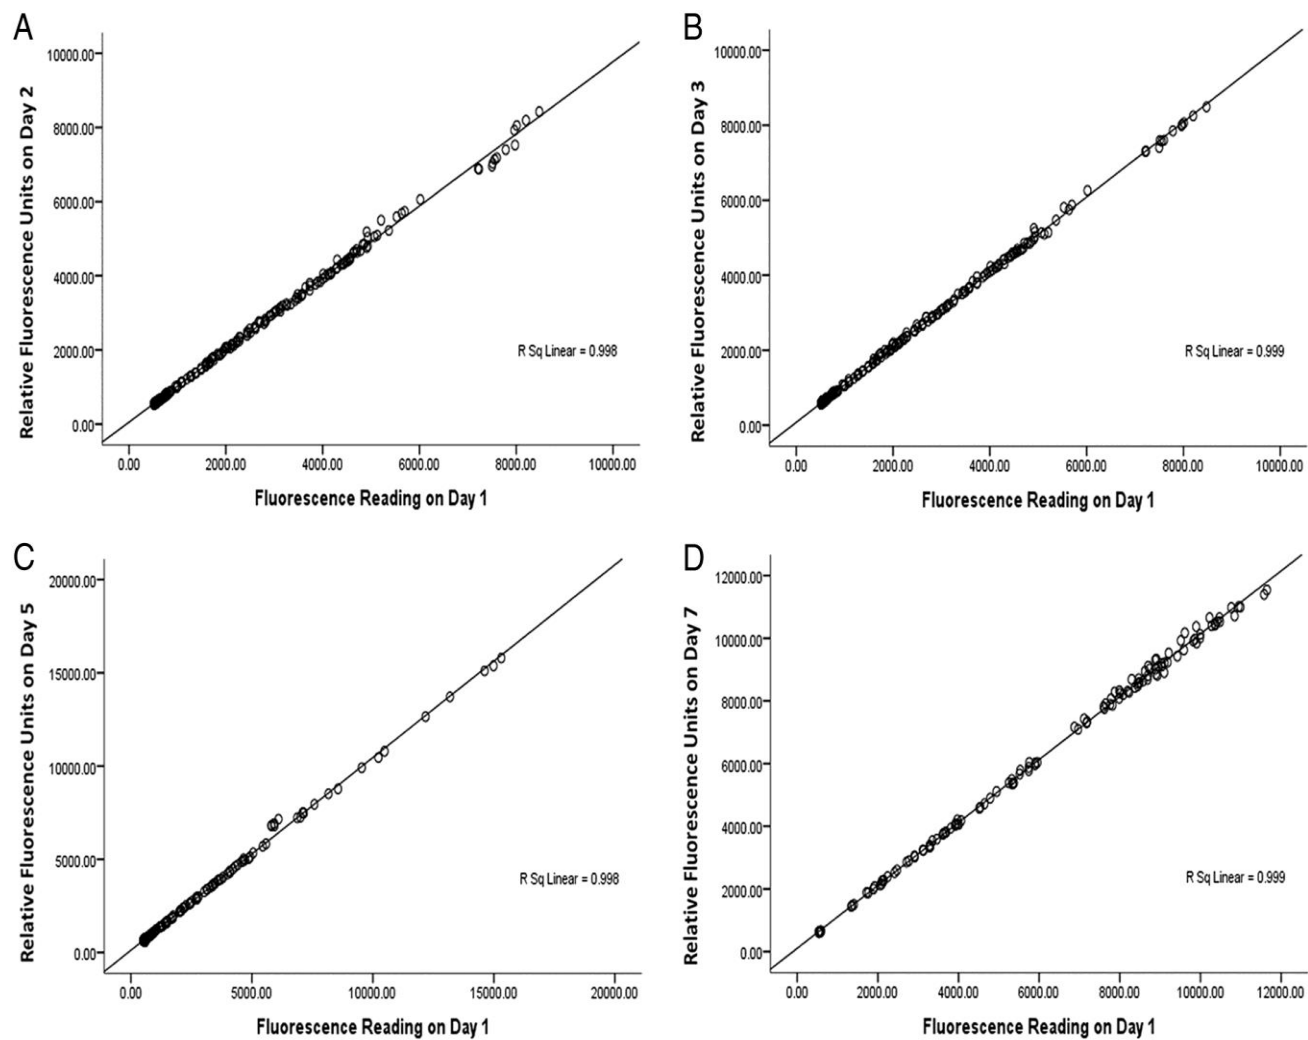 A
Relative Fluorescence Units on Day 2
10000.00
8000.00
6000.00
4000.00
2000.00
0.00
R Sq Linear = 0.998
0.00 2000.00 4000.00 6000.00 8000.00 10000.00
Fluorescence Reading on Day 1
B
Relative Fluorescence Units on Day 3
10000.00
8000.00
6000.00
4000.00
2000.00
0.00
R Sq Linear = 0.999
0.00 2000.00 4000.00 6000.00 8000.00 10000.00
Fluorescence Reading on Day 1
C
Relative Fluorescence Units on Day 5
20000.00
15000.00
10000.00
5000.00
0.00
R Sq Linear = 0.998
0.00 5000.00 10000.00 15000.00 20000.00
Fluorescence Reading on Day 1
D
Relative Fluorescence Units on Day 7
12000.00
10000.00
8000.00
6000.00
4000.00
2000.00
0.00
R Sq Linear = 0.999
0.00 2000.00 4000.00 6000.00 8000.00 10000.00 12000.00
Fluorescence Reading on Day 1